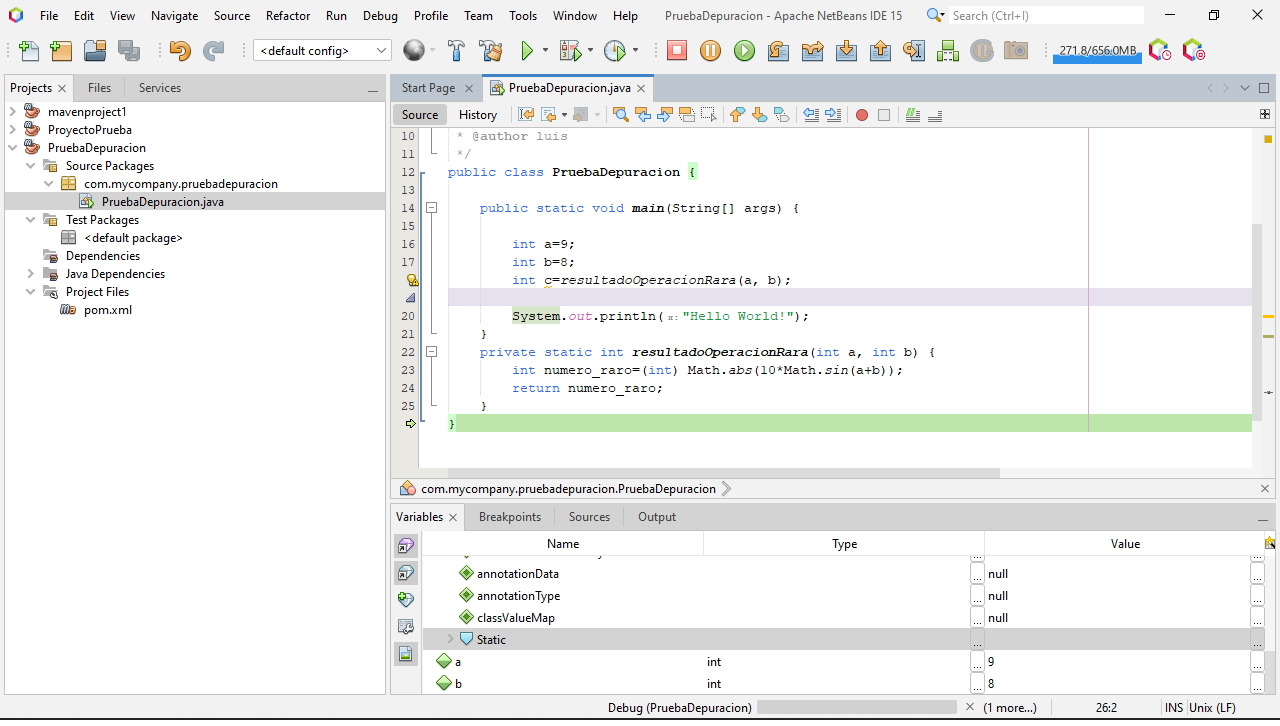 File Edit View Navigate Source Refactor Run Debug Profile Team Tools Window Help PruebaDepuracion - Apache NetBeans IDE 15 Search (Ctrl+I)
<default config> 271.8/656.0MB
Projects Files Services
mavenproject1
ProyectoPrueba
PruebaDepuracion
Source Packages
com.mycompany.pruebadepuracion
PruebaDepuracion.java
Test Packages
<default package>
Dependencies
Java Dependencies
Project Files
pom.xml
Start Page PruebaDepuracion.java
Source History
10 * @author luis
11 */
12 public class PruebaDepuracion {
13
14 public static void main(String[] args) {
15
16 int a=9;
17 int b=8;
int c=resultadoOperacionRara(a, b);
20 System.out.println(x:"Hello World!");
21 }
22 private static int resultadoOperacionRara(int a, int b) {
23 int numero_raro=(int) Math.abs(10*Math.sin(a+b));
24 return numero_raro;
25 }
}
com.mycompany.pruebadepuracion.PruebaDepuracion
Variables Breakpoints Sources Output
Name Type Value
annotationData ... null ...
annotationType ... null ...
classValueMap ... null ...
Static ... ...
a int ... 9 ...
b int ... 8 ...
Debug (PruebaDepuracion) (1 more...) 26:2 INS Unix (LF)